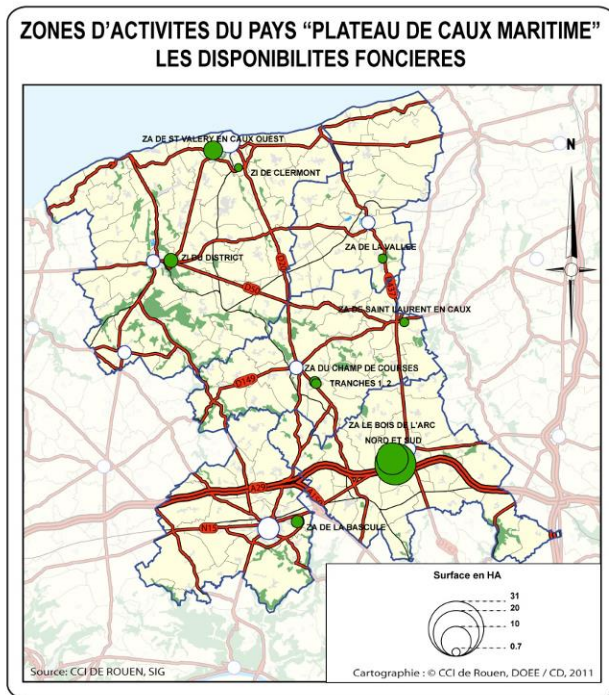 ZONES D'ACTIVITES DU PAYS "PLATEAU DE CAUX MARITIME"
LES DISPONIBILITES FONCIERES
ZA DE ST VALERY EN CAUX OUEST
N
ZI DE CLERMONT
ZA DE LA VALLEE
ZI DU DISTRICT
D20
D50
ZA DE SAINT LAURENT EN CAUX
ZA DU CHAMP DE COURSES
D149
TRANCHES 1, 2
ZA LE BOIS DE L'ARC
NORD ET SUD
A29
N15
ZA DE LA BASCULE
Surface en HA
31
20
10
0.7
Source: CCI DE ROUEN, SIG
Cartographie : © CCI de Rouen, DOEE / CD, 2011